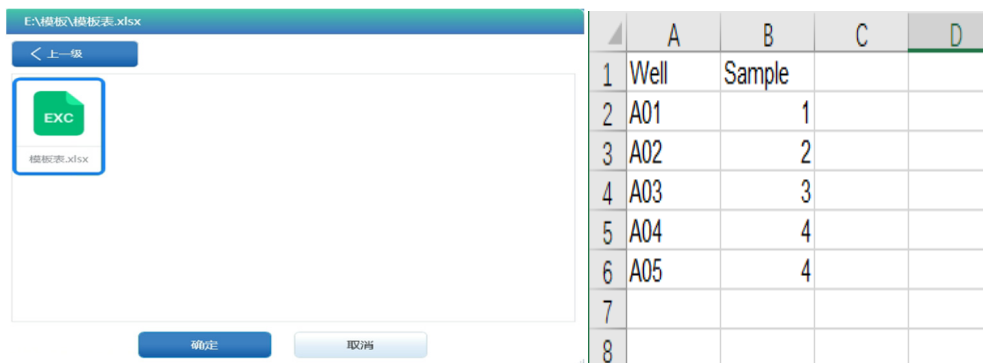 E:\模板\模板表.xlsx
上一级
EXC
模板表.xlsx
确定 取消
A B C D
1 Well Sample
2 A01 1
3 A02 2
4 A03 3
5 A04 4
6 A05 4
7
8